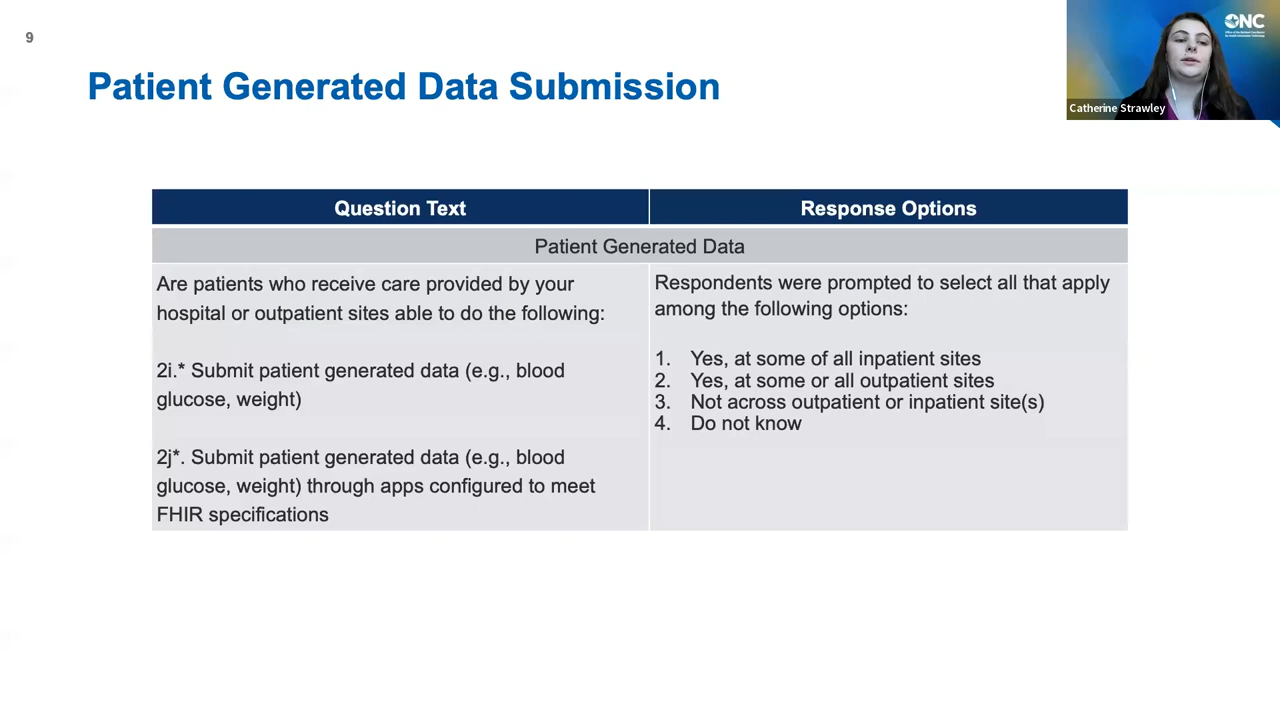 9
Patient Generated Data Submission
ONC
Catherine Strawley
Question Text
Response Options
Patient Generated Data
Are patients who receive care provided by your
hospital or outpatient sites able to do the following:
2i.* Submit patient generated data (e.g., blood
glucose, weight)
2j*. Submit patient generated data (e.g., blood
glucose, weight) through apps configured to meet
FHIR specifications
Respondents were prompted to select all that apply
among the following options:
1. Yes, at some of all inpatient sites
2. Yes, at some or all outpatient sites
3. Not across outpatient or inpatient site(s)
4. Do not know